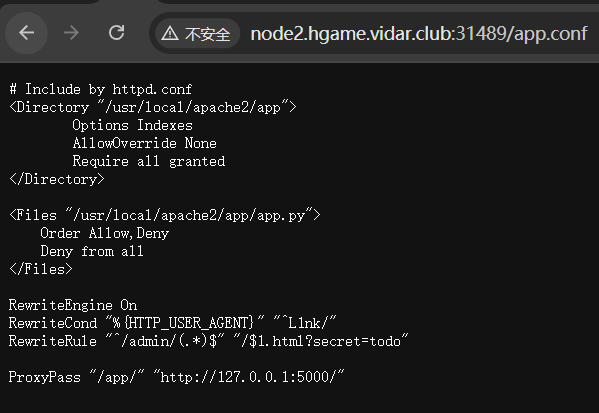 不安全 node2.hgame.vidar.club:31489/app.conf
# Include by httpd.conf
<Directory "/usr/local/apache2/app">
        Options Indexes
        AllowOverride None
        Require all granted
</Directory>

<Files "/usr/local/apache2/app/app.py">
    Order Allow,Deny
    Deny from all
</Files>

RewriteEngine On
RewriteCond "%{HTTP_USER_AGENT}" "^L1nk/"
RewriteRule "^/admin/(.*)$" "/$1.html?secret=todo"

ProxyPass "/app/" "http://127.0.0.1:5000/"